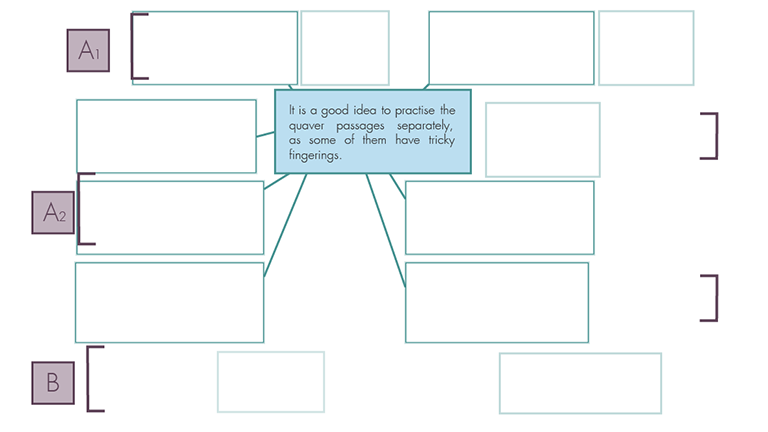 A1
It is a good idea to practise the
quaver passages separately,
as some of them have tricky
fingerings.
A2
B